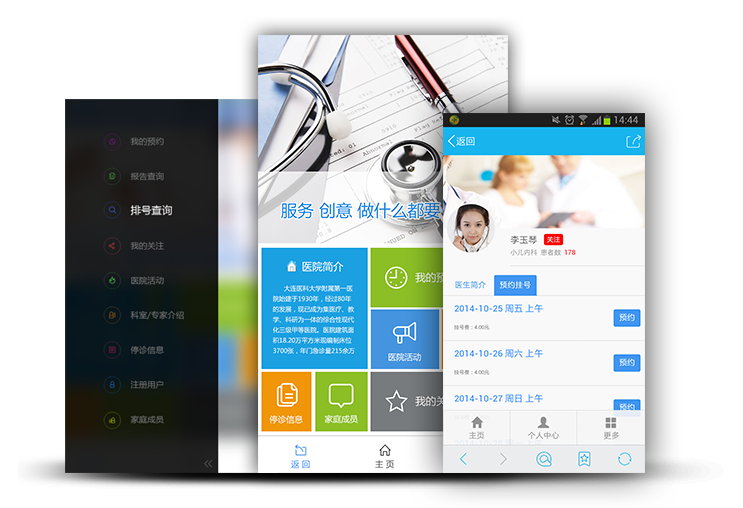 我的预约
报告查询
排号查询
我的关注
医院活动
科室/专家介绍
停诊信息
注册用户
家庭成员
服务 创意 做什么都要
医院简介
大连医科大学附属第一医
院始建于1930年，经过80年
的发展，现已成为集医疗、教
学、科研为一体的综合性现代
化三级甲等医院。医院建筑面
积18.20万平方米现编制床位
3700张，年门急诊量215余万
我的预
医院活动
停诊信息
家庭成员
我的关
返 回
主 页
14:44
返回
李玉琴 关注
小儿内科 患者数 178
医生简介 预约挂号
2014-10-25 周五 上午
挂号费：4.00元
预约
2014-10-26 周六 上午
挂号费：4.00元
预约
2014-10-27 周日 上午
预约
主页
个人中心
更多